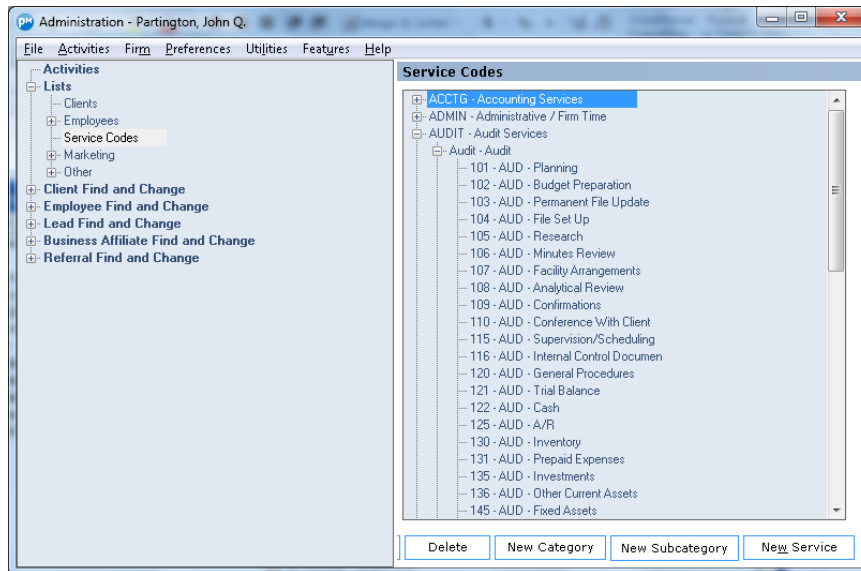 PM Administration - Partington, John Q.
File Activities Firm Preferences Utilities Features Help
Activities
Lists
Clients
Employees
Service Codes
Marketing
Other
Client Find and Change
Employee Find and Change
Lead Find and Change
Business Affiliate Find and Change
Referral Find and Change
Service Codes
ACCTG - Accounting Services
ADMIN - Administrative / Firm Time
AUDIT - Audit Services
Audit - Audit
101 - AUD - Planning
102 - AUD - Budget Preparation
103 - AUD - Permanent File Update
104 - AUD - File Set Up
105 - AUD - Research
106 - AUD - Minutes Review
107 - AUD - Facility Arrangements
108 - AUD - Analytical Review
109 - AUD - Confirmations
110 - AUD - Conference With Client
115 - AUD - Supervision/Scheduling
116 - AUD - Internal Control Documen
120 - AUD - General Procedures
121 - AUD - Trial Balance
122 - AUD - Cash
125 - AUD - A/R
130 - AUD - Inventory
131 - AUD - Prepaid Expenses
135 - AUD - Investments
136 - AUD - Other Current Assets
145 - AUD - Fixed Assets
Delete New Category New Subcategory New Service